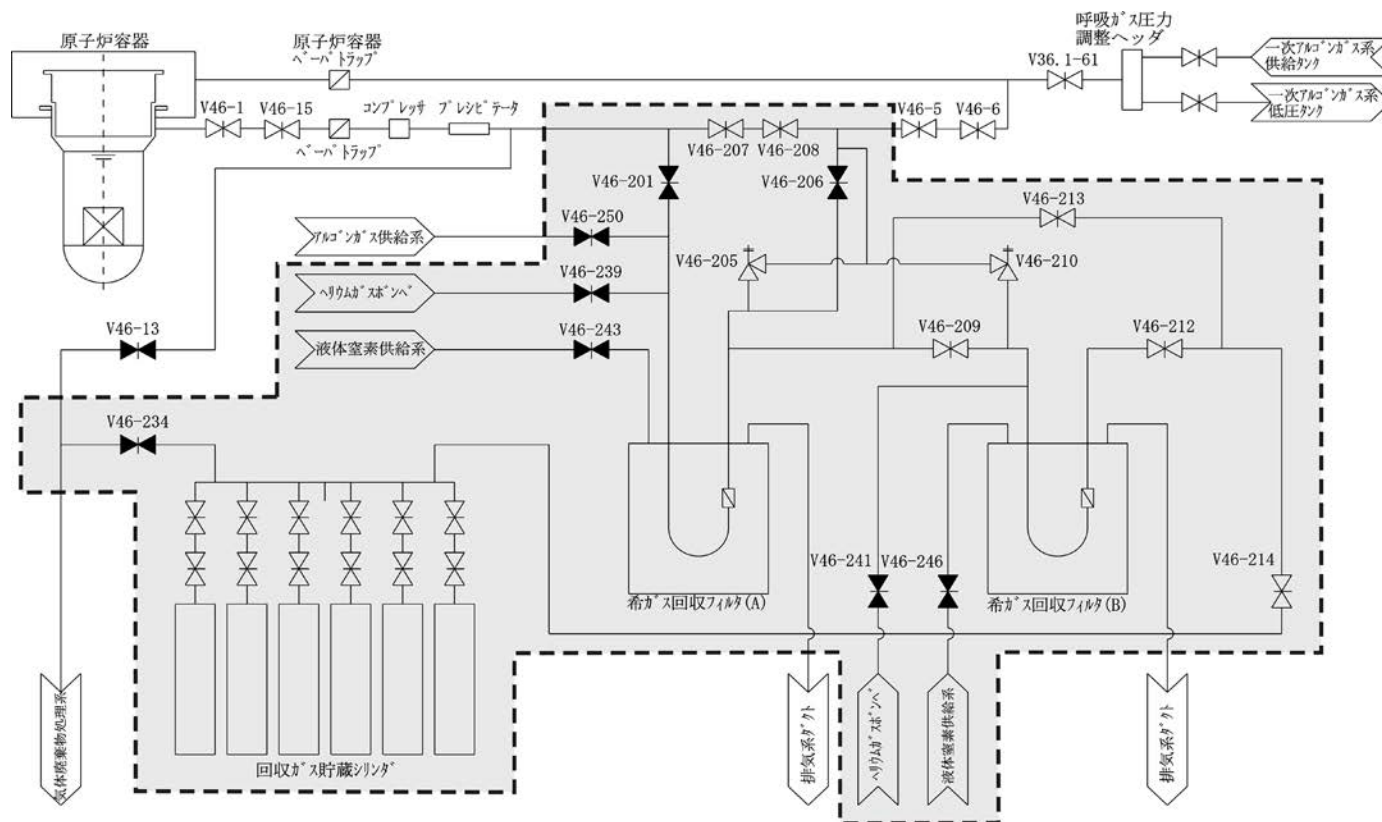 原子炉容器
原子炉容器
ベーパトラップ
呼吸ガス圧力
調整ヘッダ
V36.1-61
一次アルゴンガス系
供給タンク
一次アルゴンガス系
低圧タンク
V46-1
V46-15
コンプレッサ
プレシピテータ
ベーパトラップ
V46-5
V46-6
V46-207
V46-208
V46-201
V46-206
V46-213
V46-250
アルゴンガス供給系
V46-205
V46-210
V46-239
ヘリウムガスボンベ
V46-13
V46-243
液体窒素供給系
V46-209
V46-212
V46-234
V46-241
V46-246
V46-214
希ガス回収フィルタ(A)
希ガス回収フィルタ(B)
気体廃棄物処理系
回収ガス貯蔵シリンダ
排気系ダクト
ヘリウムガスボンベ
液体窒素供給系
排気系ダクト